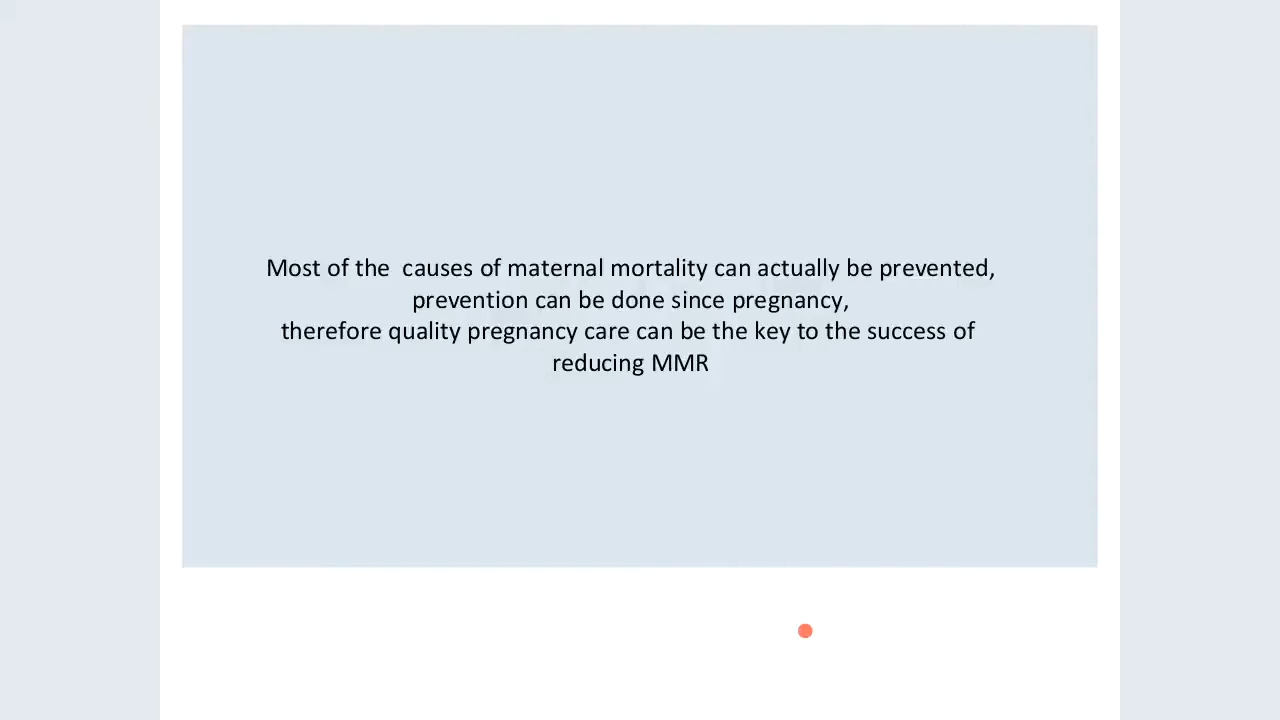 Most of the  causes of maternal mortality can actually be prevented,
prevention can be done since pregnancy,
therefore quality pregnancy care can be the key to the success of
reducing MMR